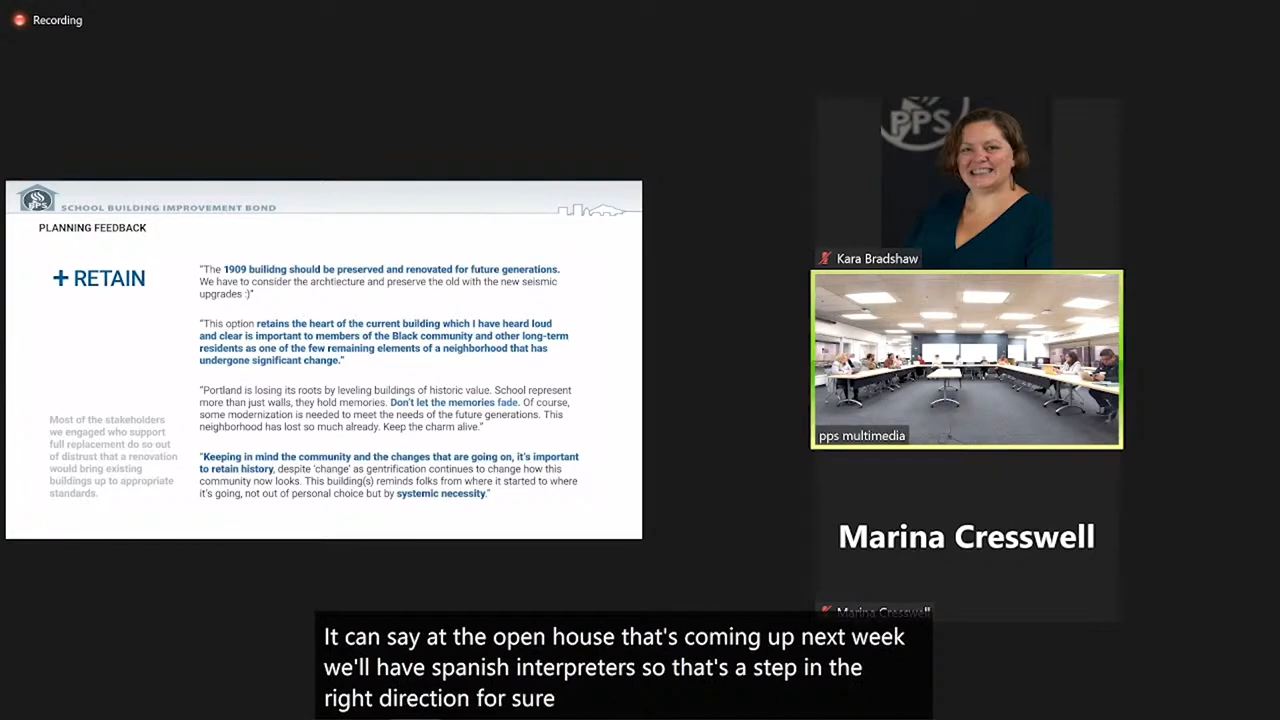 Recording
PPS
SCHOOL BUILDING IMPROVEMENT BOND
PLANNING FEEDBACK
+ RETAIN
"The 1909 builidng should be preserved and renovated for future generations.
We have to consider the archtiecture and preserve the old with the new seismic
upgrades :)"
"This option retains the heart of the current building which I have heard loud
and clear is important to members of the Black community and other long-term
residents as one of the few remaining elements of a neighborhood that has
undergone significant change."
"Portland is losing its roots by leveling buildings of historic value. School represent
more than just walls, they hold memories. Don't let the memories fade. Of course,
some modernization is needed to meet the needs of the future generations. This
neighborhood has lost so much already. Keep the charm alive."
"Keeping in mind the community and the changes that are going on, it's important
to retain history, despite 'change' as gentrification continues to change how this
community now looks. This building(s) reminds folks from where it started to where
it's going, not out of personal choice but by systemic necessity."
Most of the stakeholders
we engaged who support
full replacement do so out
of distrust that a renovation
would bring existing
buildings up to appropriate
standards.
PPS
Kara Bradshaw
pps multimedia
Marina Cresswell
Marina Cresswell
It can say at the open house that's coming up next week
we'll have spanish interpreters so that's a step in the
right direction for sure